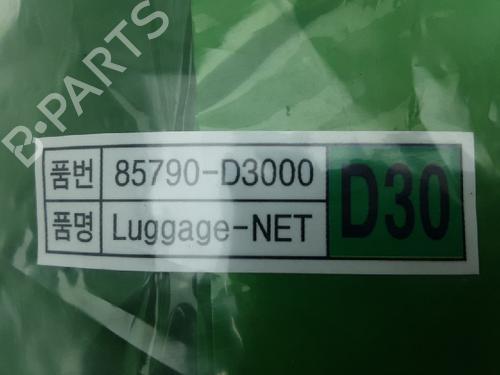 B-PARTS
품번 85790-D3000
품명 Luggage-NET
D30